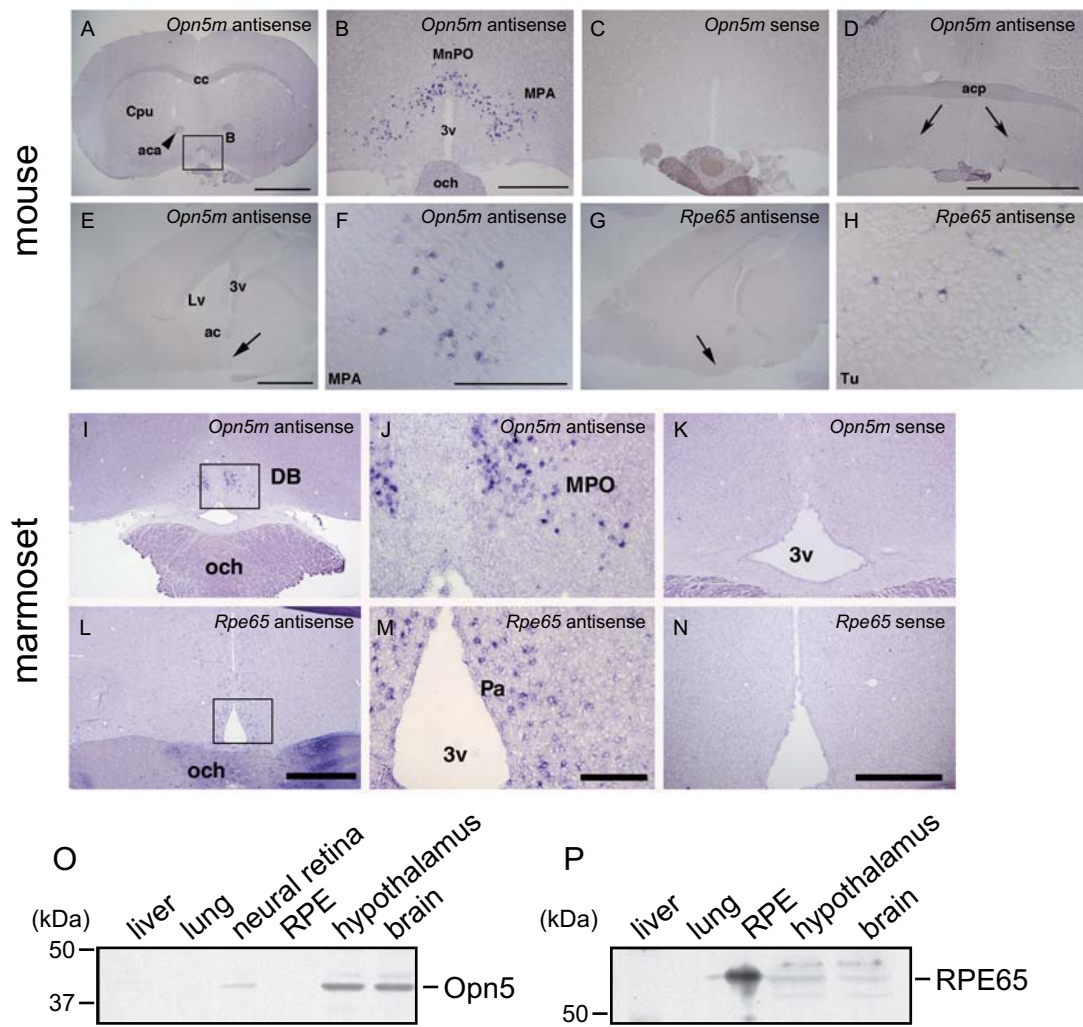 mouse
A Opn5m antisense
cc
Cpu
aca
B
B Opn5m antisense
MnPO
MPA
3v
och
C Opn5m sense
D Opn5m antisense
acp
E Opn5m antisense
3v
Lv
ac
F Opn5m antisense
MPA
G Rpe65 sense
H Rpe65 antisense
Tu
marmoset
I Opn5m antisense
DB
och
J Opn5m antisense
MPO
K Opn5m sense
3v
L Rpe65 antisense
och
M Rpe65 antisense
Pa
3v
N Rpe65 sense
O
liver
lung
neural retina
RPE
hypothalamus
brain
(kDa)
50
37
Opn5
P
liver
lung
RPE
hypothalamus
brain
(kDa)
50
RPE65